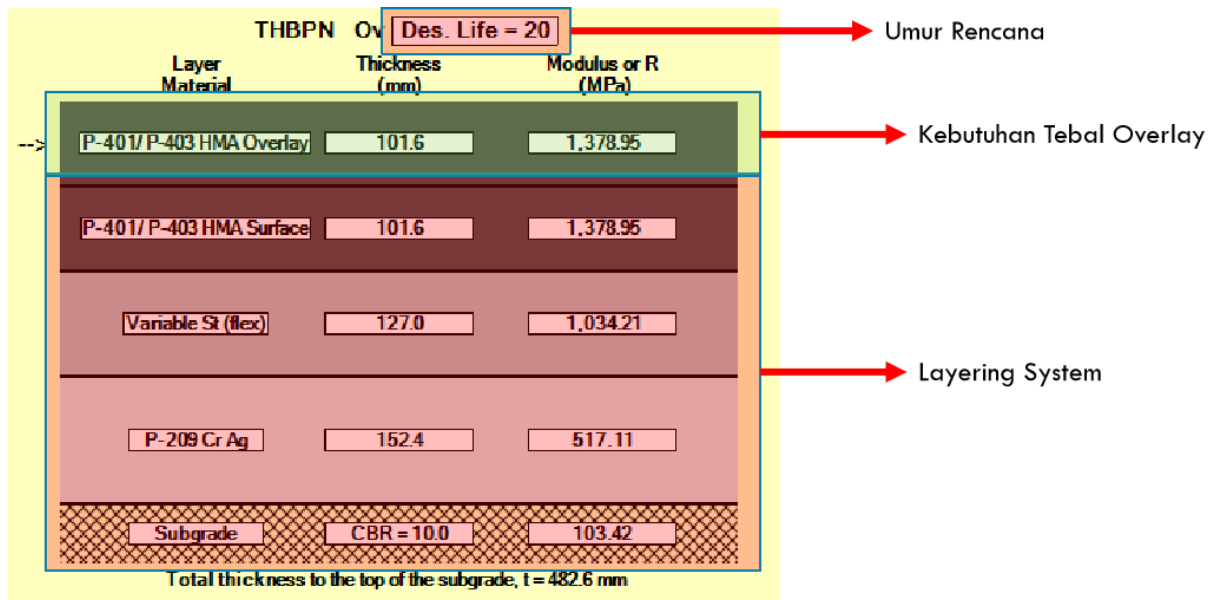 THBPN Ov Des. Life = 20
Umur Rencana
Layer Material Thickness (mm) Modulus or R (MPa)
--> P-401/ P-403 HMA Overlay 101.6 1,378.95
Kebutuhan Tebal Overlay
P-401/ P-403 HMA Surface 101.6 1,378.95
Variable St (flex) 127.0 1,034.21
Layering System
P-209 Cr Ag 152.4 517.11
Subgrade CBR = 10.0 103.42
Total thickness to the top of the subgrade, t = 482.6 mm